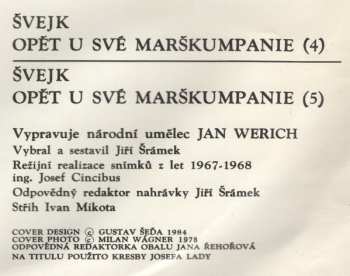 ŠVEJK
OPĚT U SVÉ MARŠKUMPANIE (4)
ŠVEJK
OPĚT U SVÉ MARŠKUMPANIE (5)
Vypravuje národní umělec JAN WERICH
Vybral a sestavil Jiří Šrámek
Režijní realizace snímků z let 1967-1968
ing. Josef Cincibus
Odpovědný redaktor nahrávky Jiří Šrámek
Střih Ivan Mikota
COVER DESIGN © GUSTAV ŠEĎA 1984
COVER PHOTO © MILAN WÁGNER 1978
ODPOVĚDNÁ REDAKTORKA OBALU JANA ŘEHOŘOVÁ
NA TITULU POUŽITO KRESBY JOSEFA LADY